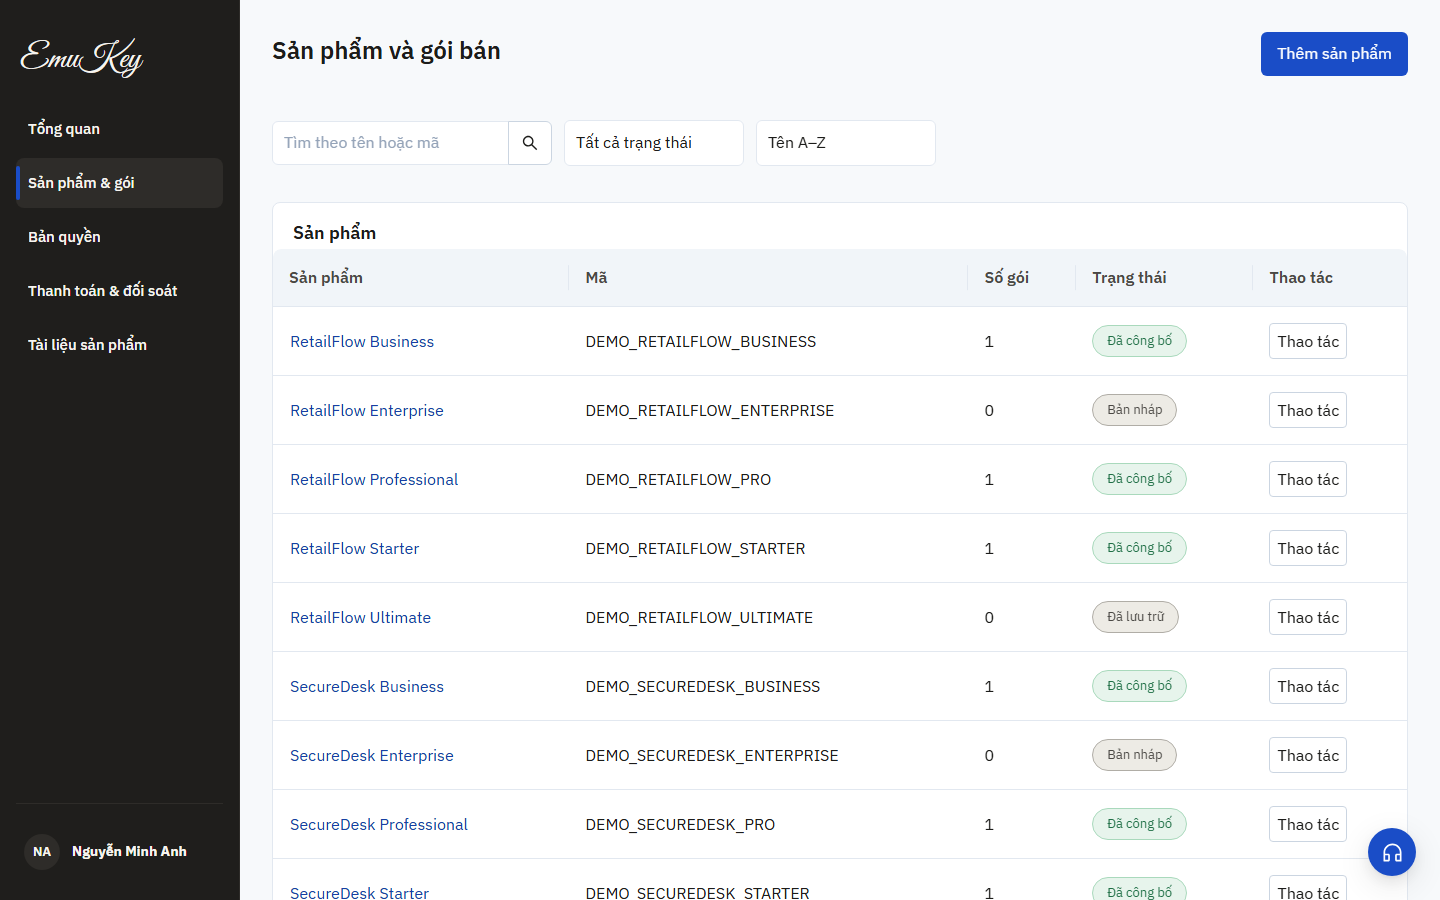 EmuKey
Tổng quan
Sản phẩm & gói
Bản quyền
Thanh toán & đối soát
Tài liệu sản phẩm
NA
Nguyễn Minh Anh
Sản phẩm và gói bán
Thêm sản phẩm
Tìm theo tên hoặc mã
Tất cả trạng thái
Tên A–Z
Sản phẩm
Sản phẩm Mã Số gói Trạng thái Thao tác
RetailFlow Business DEMO_RETAILFLOW_BUSINESS 1 Đã công bố Thao tác
RetailFlow Enterprise DEMO_RETAILFLOW_ENTERPRISE 0 Bản nháp Thao tác
RetailFlow Professional DEMO_RETAILFLOW_PRO 1 Đã công bố Thao tác
RetailFlow Starter DEMO_RETAILFLOW_STARTER 1 Đã công bố Thao tác
RetailFlow Ultimate DEMO_RETAILFLOW_ULTIMATE 0 Đã lưu trữ Thao tác
SecureDesk Business DEMO_SECUREDESK_BUSINESS 1 Đã công bố Thao tác
SecureDesk Enterprise DEMO_SECUREDESK_ENTERPRISE 0 Bản nháp Thao tác
SecureDesk Professional DEMO_SECUREDESK_PRO 1 Đã công bố Thao tác
SecureDesk Starter DEMO_SECUREDESK_STARTER 1 Đã công bố Thao tác